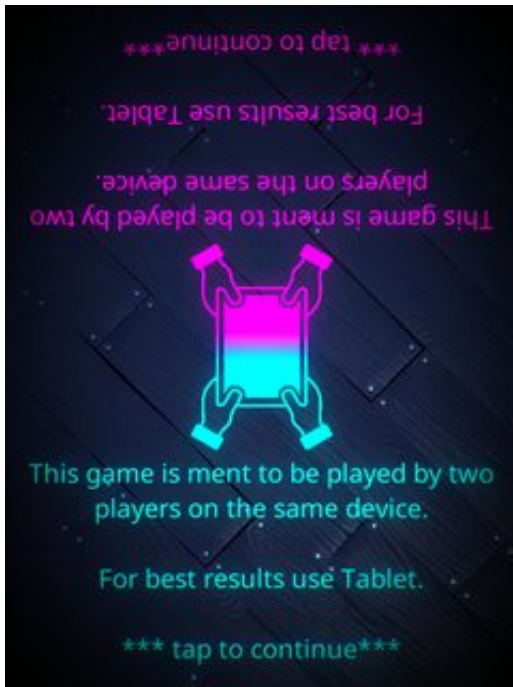 *** tap to continue***
For best results use Tablet.
This game is ment to be played by two
players on the same device.
This game is ment to be played by two
players on the same device.
For best results use Tablet.
*** tap to continue***